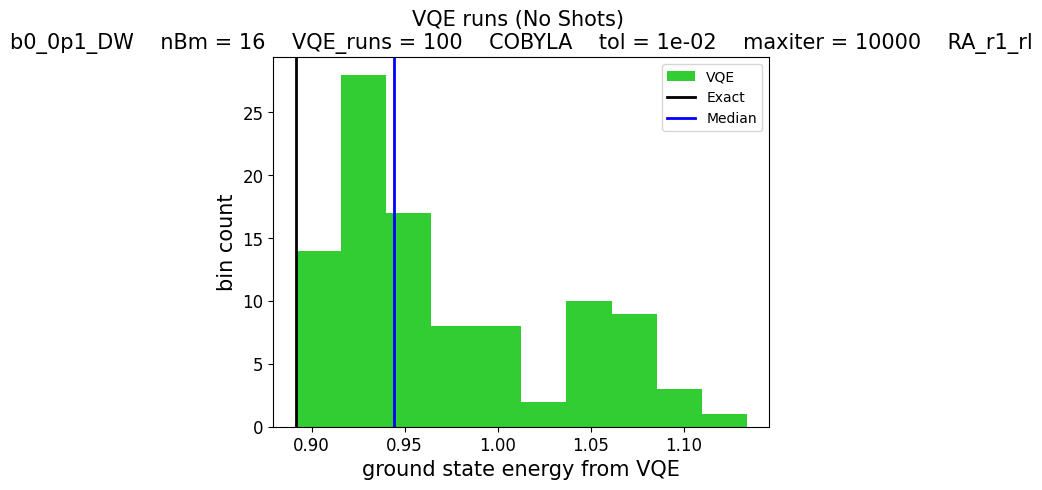 VQE runs (No Shots)
b0_0p1_DW    nBm = 16    VQE_runs = 100    COBYLA    tol = 1e-02    maxiter = 10000    RA_r1_rl
VQE
Exact
Median
25
20
15
10
5
0
bin count
0.90 0.95 1.00 1.05 1.10
ground state energy from VQE